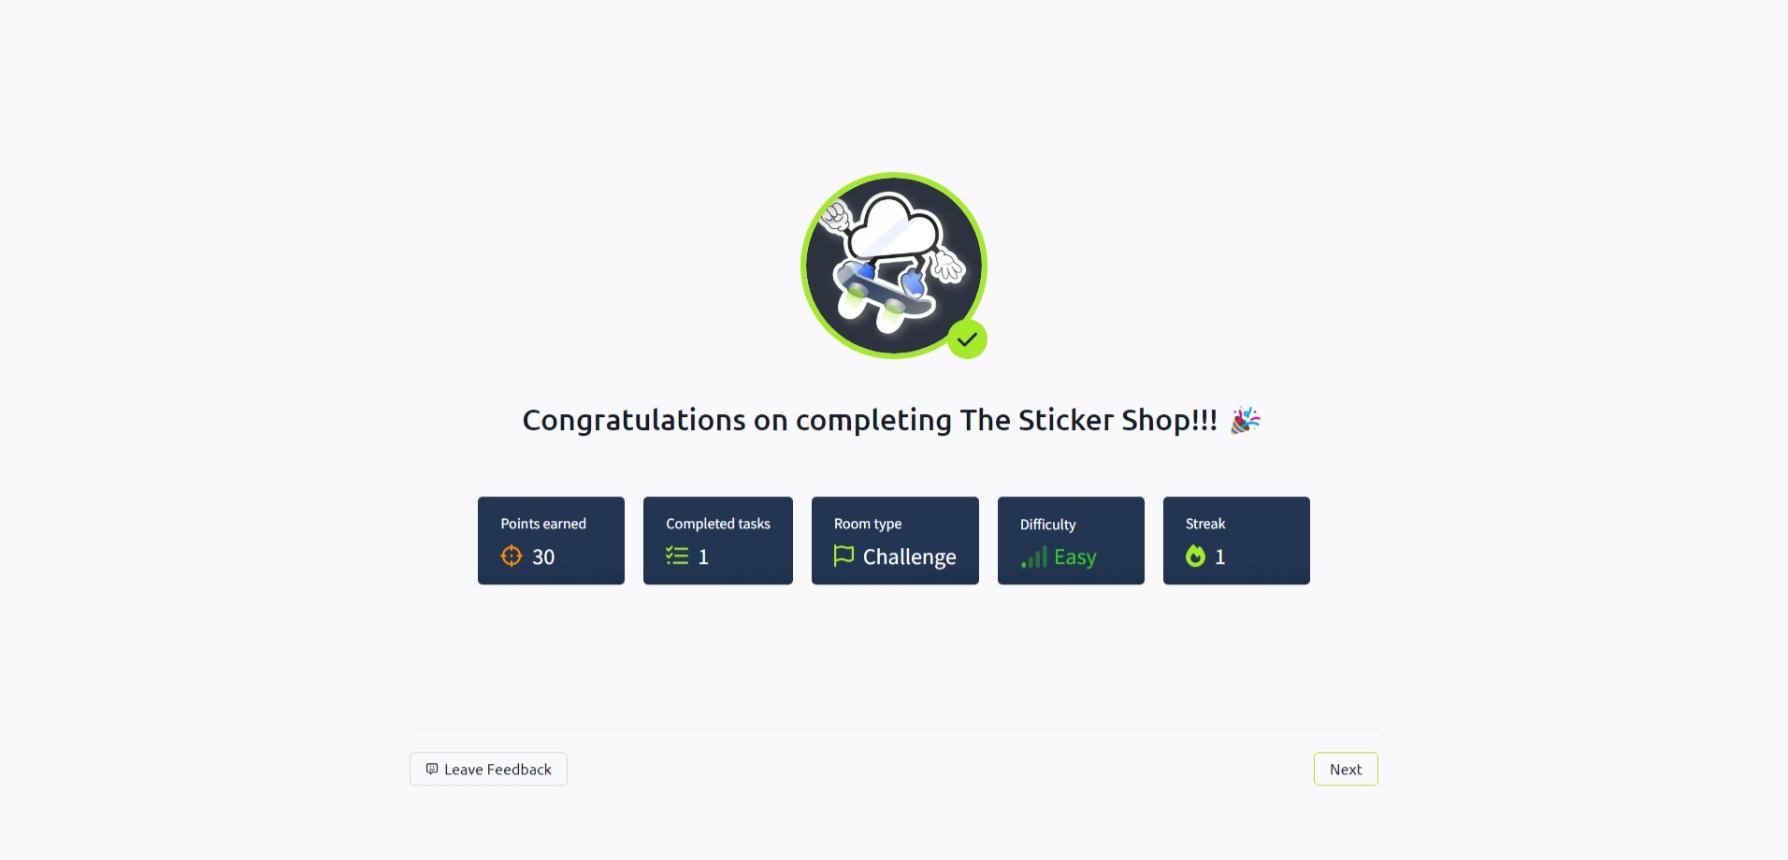 Congratulations on completing The Sticker Shop!!! 🎉
Points earned
30
Completed tasks
1
Room type
Challenge
Difficulty
Easy
Streak
1
Leave Feedback
Next